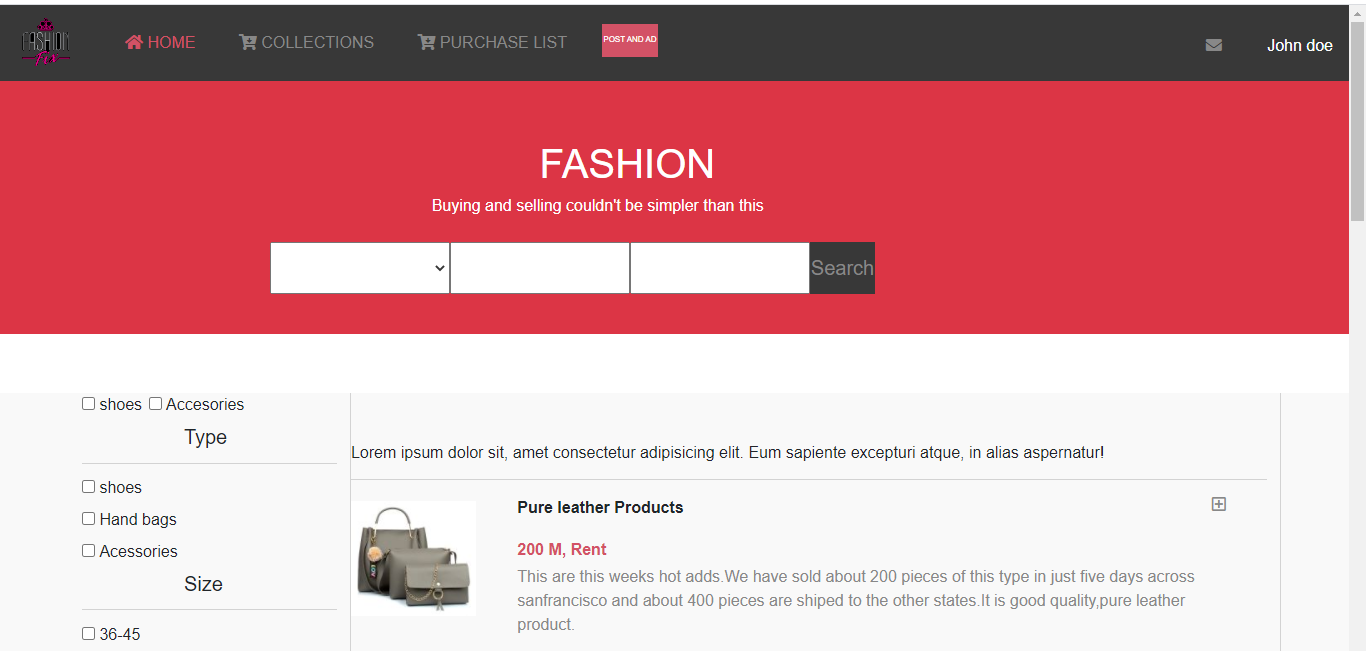 FASHION
Fix
HOME COLLECTIONS PURCHASE LIST POST AND AD John doe
FASHION
Buying and selling couldn't be simpler than this
Search
shoes Accesories
Type
shoes
Hand bags
Acessories
Size
36-45
Lorem ipsum dolor sit, amet consectetur adipisicing elit. Eum sapiente excepturi atque, in alias aspernatur!
Pure leather Products
200 M, Rent
This are this weeks hot adds.We have sold about 200 pieces of this type in just five days across
sanfrancisco and about 400 pieces are shiped to the other states.It is good quality,pure leather
product.